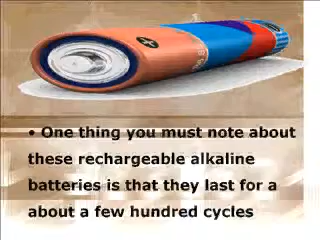 • One thing you must note about
these rechargeable alkaline
batteries is that they last for a
about a few hundred cycles